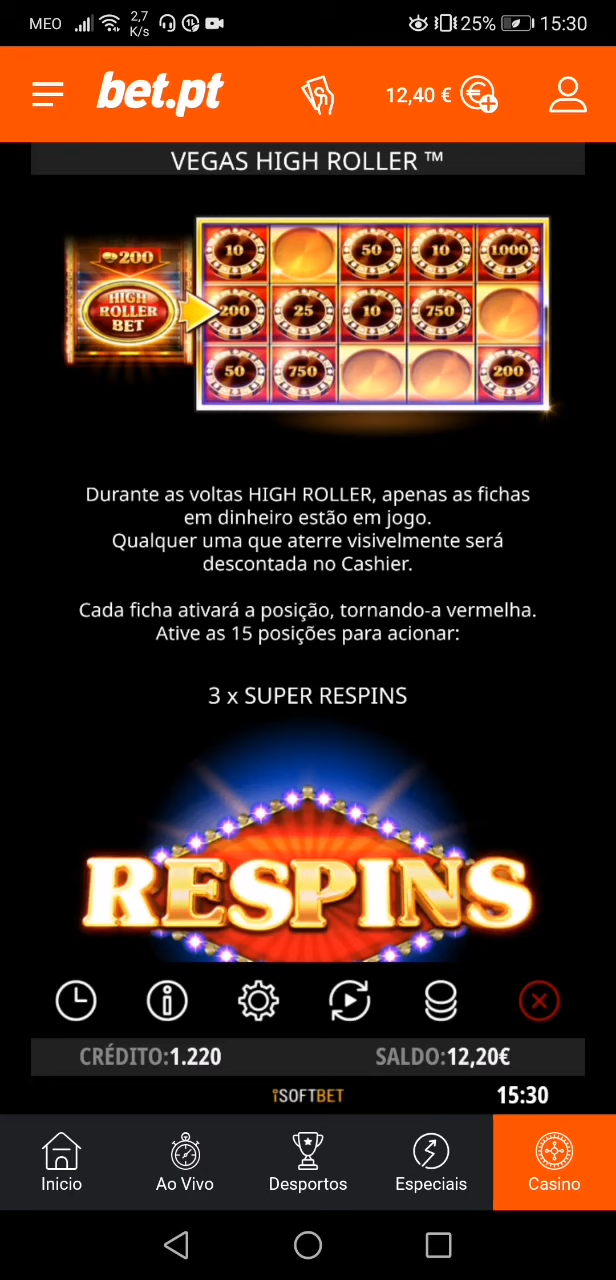 MEO 2,7 K/s 25% 15:30
bet.pt 12,40 €
VEGAS HIGH ROLLER ™
200
HIGH ROLLER BET
10 50 10 1.000
200 25 10 750
50 750 200
Durante as voltas HIGH ROLLER, apenas as fichas
em dinheiro estão em jogo.
Qualquer uma que aterre visivelmente será
descontada no Cashier.
Cada ficha ativará a posição, tornando-a vermelha.
Ative as 15 posições para acionar:
3 x SUPER RESPINS
RESPINS
CRÉDITO:1.220 SALDO:12,20€
iSOFTBET 15:30
Inicio Ao Vivo Desportos Especiais Casino